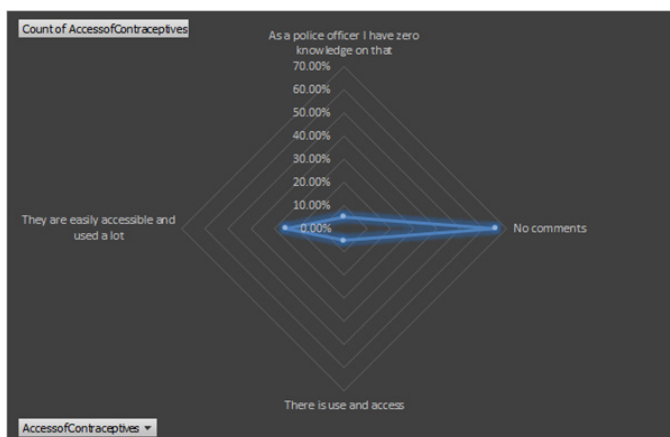 Count of AccessofContraceptives
As a police officer I have zero
knowledge on that
70.00%
60.00%
50.00%
40.00%
30.00%
20.00%
10.00%
0.00%
They are easily accessible and
used a lot
No comments
There is use and access
AccessofContraceptives